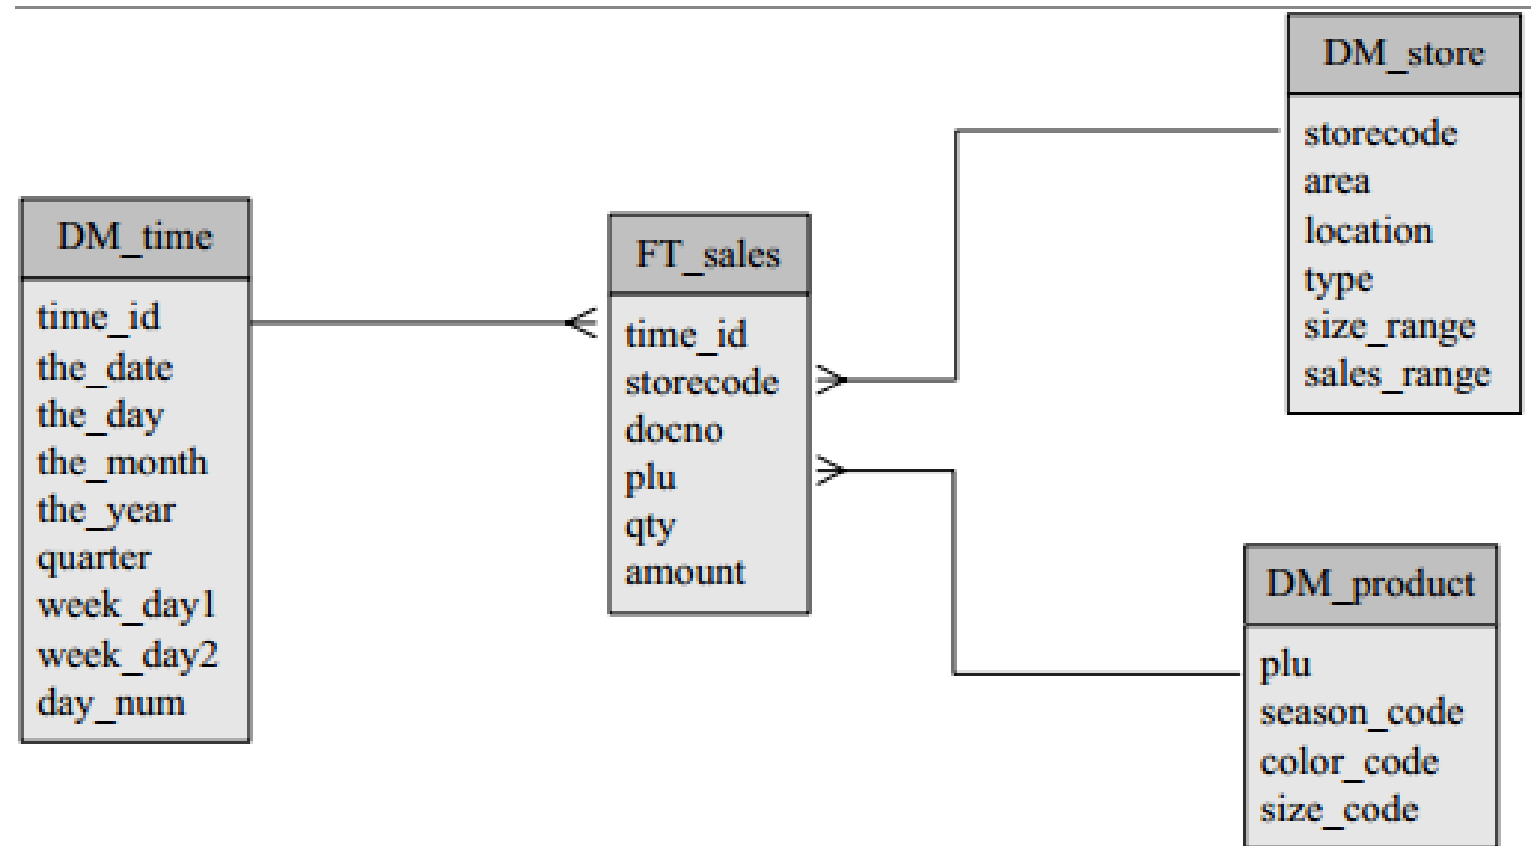 DM_time
time_id
the_date
the_day
the_month
the_year
quarter
week_day1
week_day2
day_num
FT_sales
time_id
storecode
docno
plu
qty
amount
DM_store
storecode
area
location
type
size_range
sales_range
DM_product
plu
season_code
color_code
size_code